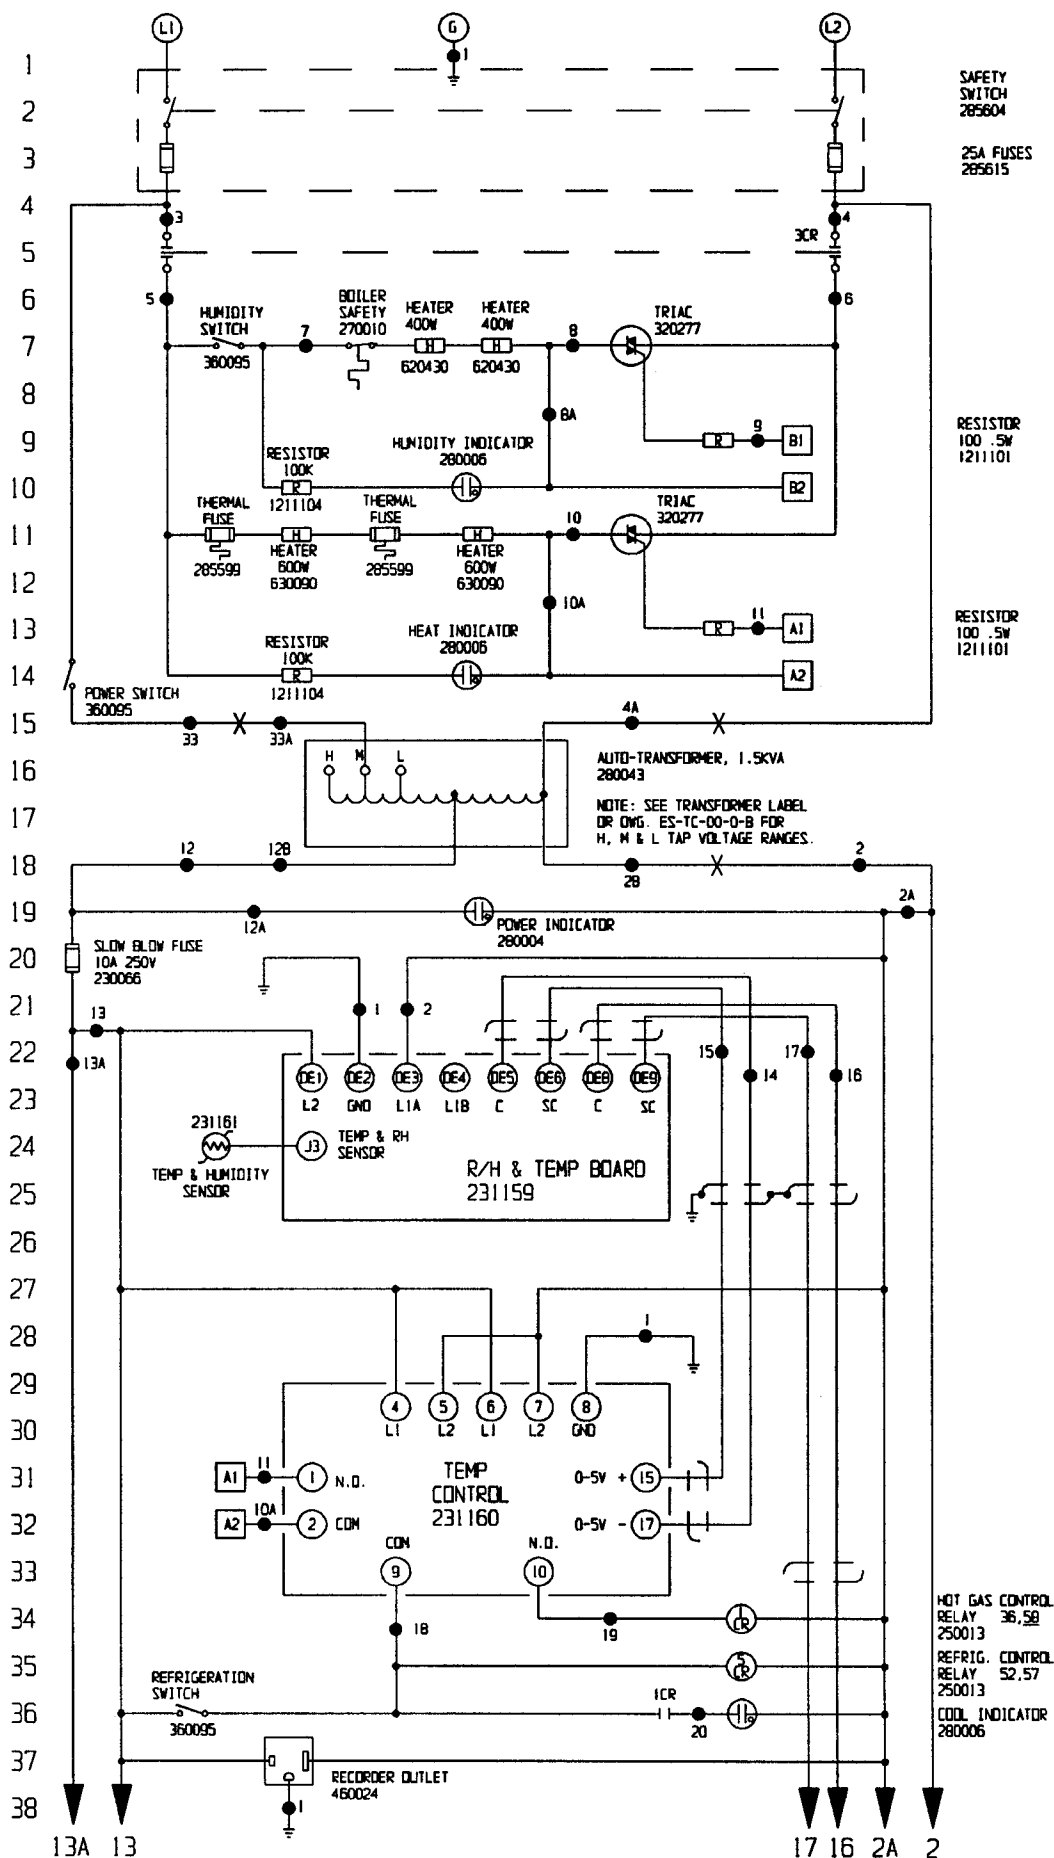 L1 G L2
1
1
SAFETY
SWITCH
285604
2
3
25A FUSES
285615
4
3 4
3CR
5
5 6
6
HUMIDITY
SWITCH
360095
7
BOILER
SAFETY
270010
HEATER
400W
H
620430
HEATER
400W
H
620430
8
TRIAC
320277
7
8
8A
9
R
9
B1
RESISTOR
100 .5W
1211101
RESISTOR
100K
R
1211104
HUMIDITY INDICATOR
280006
B2
10
THERMAL
FUSE
285599
HEATER
600W
H
630090
THERMAL
FUSE
285599
HEATER
600W
H
630090
10
TRIAC
320277
11
12
10A
13
R
11
A1
RESISTOR
100 .5W
1211101
RESISTOR
100K
R
1211104
HEAT INDICATOR
280006
A2
14
POWER SWITCH
360095
15
33 33A
4A
H M L
16
AUTO-TRANSFORMER, 1.5KVA
280043
17
NOTE: SEE TRANSFORMER LABEL
OR DWG. ES-TC-00-0-B FOR
H, M & L TAP VOLTAGE RANGES.
18
12 12B
2B 2
19
12A
POWER INDICATOR
280004
2A
20
SLOW BLOW FUSE
10A 250V
230066
21
13 1 2
22
13A
15 17
14 16
DE1 DE2 DE3 DE4 DE5 DE6 DE8 DE9
23
L2 GND L1A L1B C SC C SC
24
231161
TEMP & HUMIDITY
SENSOR
J3
TEMP & RH
SENSOR
R/H & TEMP BOARD
231159
25
26
27
28
1
29
4 5 6 7 8
30
L1 L2 L1 L2 GND
31
A1 11 1 N.O.
TEMP
CONTROL
231160
0-5V + 15
32
A2 10A 2 COM
0-5V - 17
33
COM
9
N.O.
10
34
18
19
1
CR
HOT GAS CONTROL
RELAY 36,58
250013
35
5
CR
REFRIG. CONTROL
RELAY 52,57
250013
36
REFRIGERATION
SWITCH
360095
1CR
20
COOL INDICATOR
280006
37
RECORDER OUTLET
460024
38
1
13A 13 17 16 2A 2